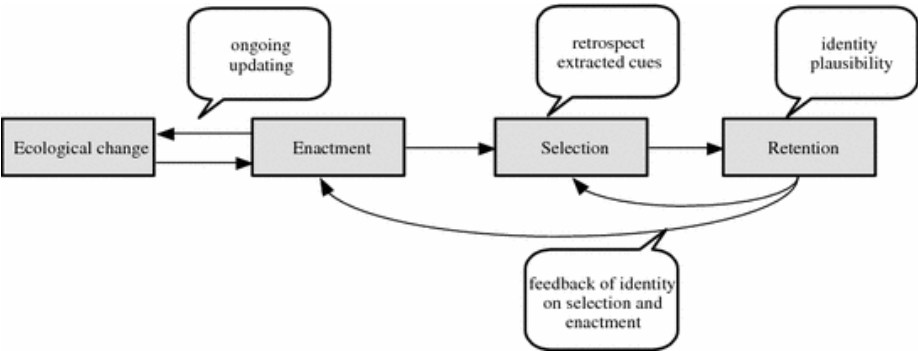 ongoing
updating
retrospect
extracted cues
identity
plausibility
Ecological change
Enactment
Selection
Retention
feedback of identity
on selection and
enactment